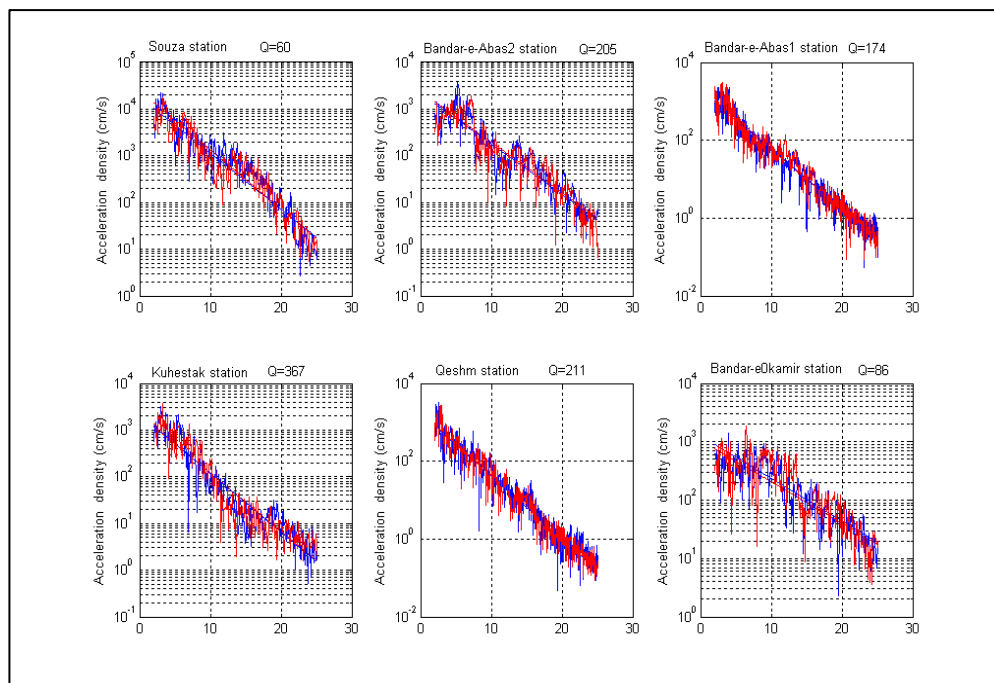 Souza station Q=60
Bandar-e-Abas2 station Q=205
Bandar-e-Abas1 station Q=174
Acceleration density (cm/s)
10^5
10^4
10^3
10^2
10^1
10^0
0 10 20 30
Acceleration density (cm/s)
10^4
10^3
10^2
10^1
10^0
10^-1
0 10 20 30
Acceleration density (cm/s)
10^4
10^2
10^0
10^-2
0 10 20 30
Kuhestak station Q=367
Qeshm station Q=211
Bandar-e0kamir station Q=86
Acceleration density (cm/s)
10^4
10^3
10^2
10^1
10^0
10^-1
0 10 20 30
Acceleration density (cm/s)
10^4
10^2
10^0
10^-2
0 10 20 30
Acceleration density (cm/s)
10^4
10^3
10^2
10^1
10^0
0 10 20 30